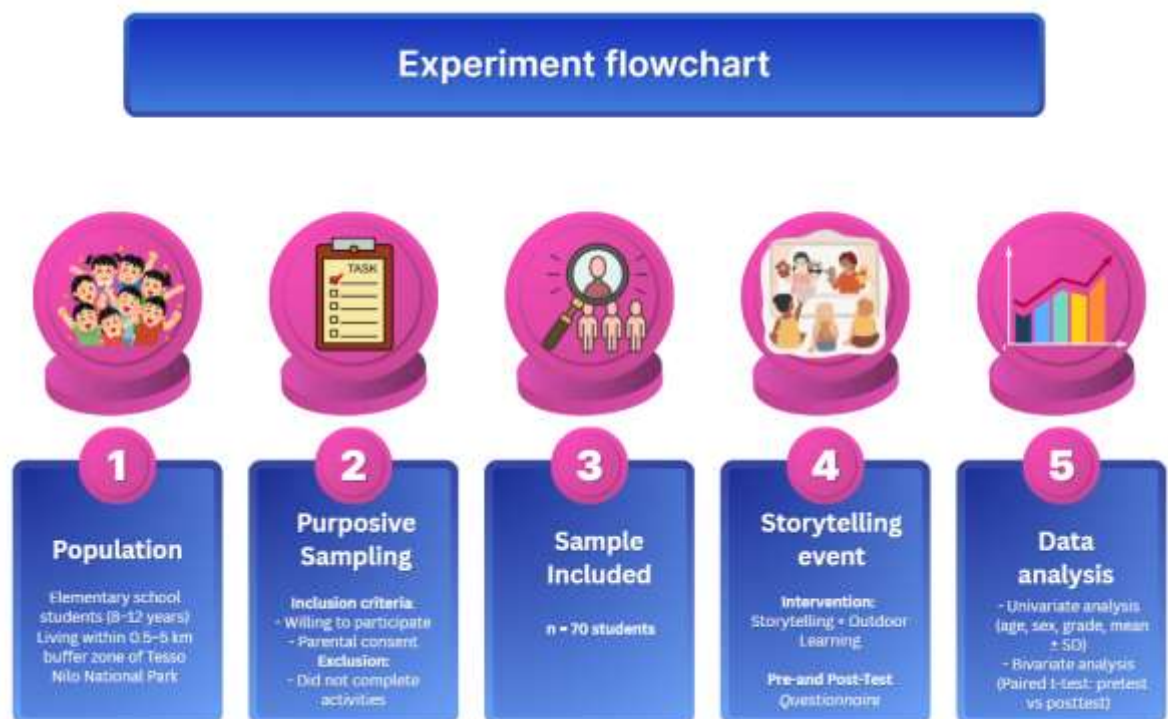 Experiment flowchart
TASK
1
Population
Elementary school
students (8–12 years)
Living within 0.5–5 km
buffer zone of Tesso
Nilo National Park
2
Purposive
Sampling
Inclusion criteria:
- Willing to participate
- Parental consent
Exclusion:
- Did not complete
activities
3
Sample
Included
n = 70 students
4
Storytelling
event
Intervention:
Storytelling + Outdoor
Learning
Pre-and Post-Test
Questionnaire
5
Data
analysis
- Univariate analysis
(age, sex, grade, mean
± SD)
- Bivariate analysis
(Paired t-test: pretest
vs posttest)